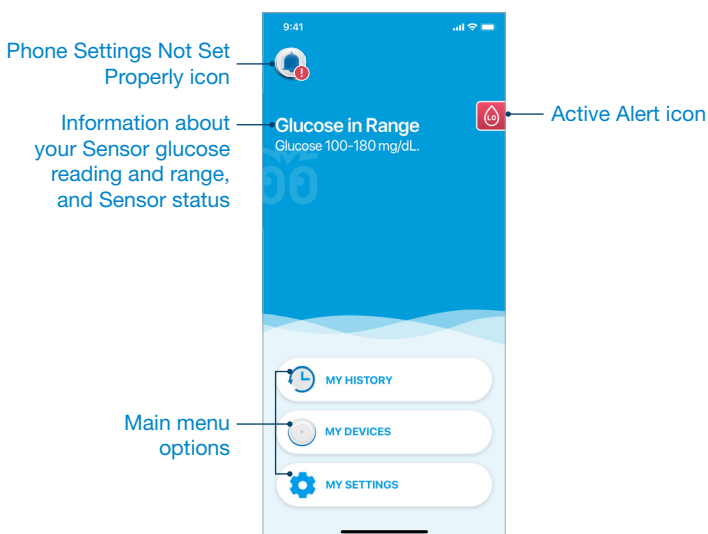 9:41
Phone Settings Not Set
Properly icon
!
LO
Active Alert icon
Information about
your Sensor glucose
reading and range,
and Sensor status
Glucose in Range
Glucose 100-180 mg/dL.
Main menu
options
MY HISTORY
MY DEVICES
MY SETTINGS